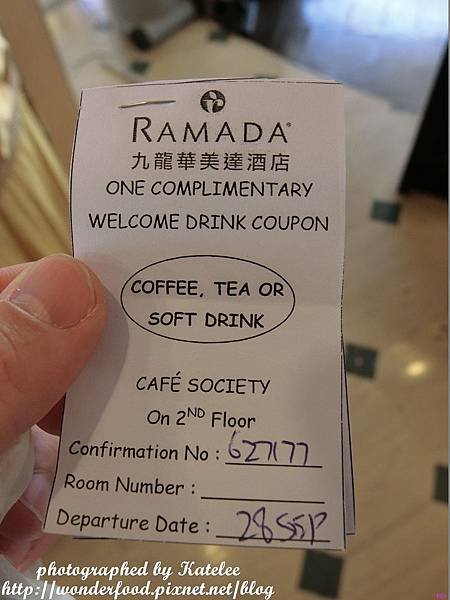 RAMADA®
九龍華美達酒店
ONE COMPLIMENTARY
WELCOME DRINK COUPON
COFFEE, TEA OR
SOFT DRINK
CAFÉ SOCIETY
On 2ND Floor
Confirmation No : 627177
Room Number :
Departure Date : 28 SEP
photographed by Katelee
http://wonderfood.pixnet.net/blog